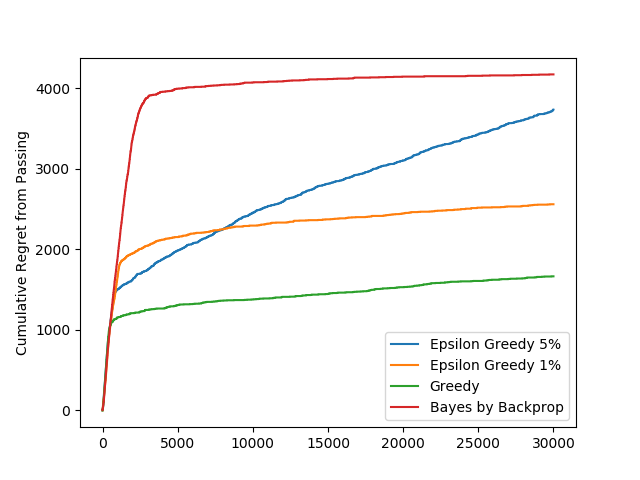 Cumulative Regret from Passing
4000
3000
2000
1000
0
0 5000 10000 15000 20000 25000 30000
Epsilon Greedy 5%
Epsilon Greedy 1%
Greedy
Bayes by Backprop